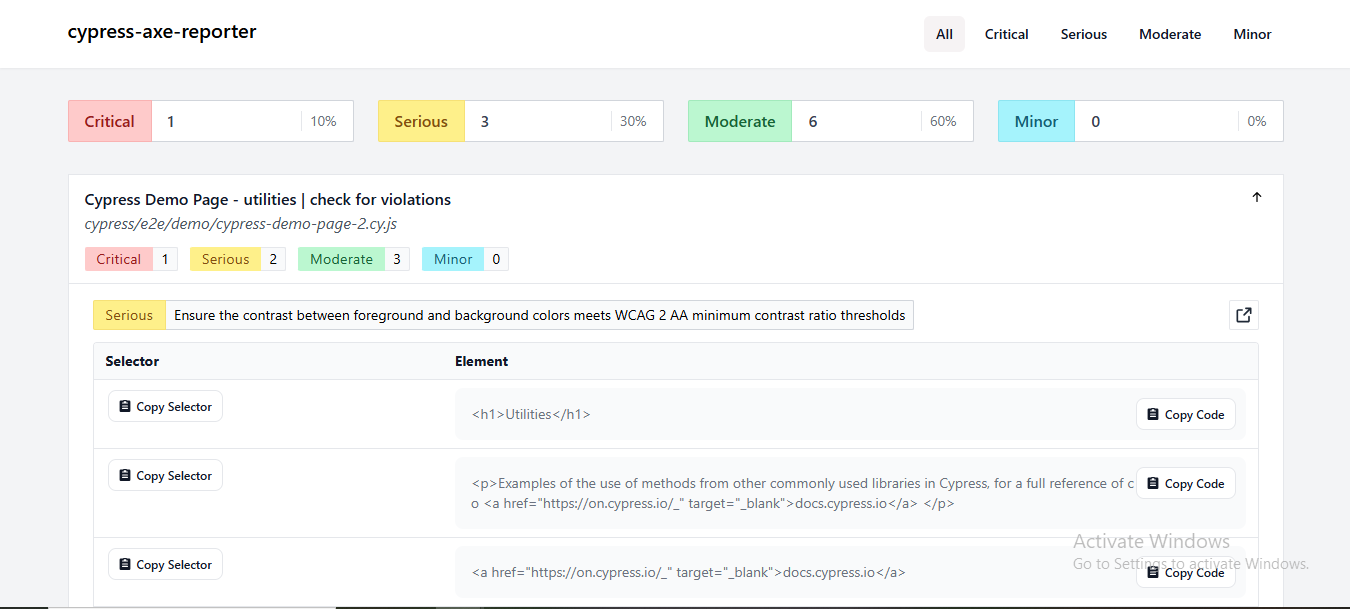 cypress-axe-reporter
All Critical Serious Moderate Minor
Critical 1 10% Serious 3 30% Moderate 6 60% Minor 0 0%
Cypress Demo Page - utilities | check for violations
cypress/e2e/demo/cypress-demo-page-2.cy.js
Critical 1 Serious 2 Moderate 3 Minor 0
Serious Ensure the contrast between foreground and background colors meets WCAG 2 AA minimum contrast ratio thresholds
Selector Element
Copy Selector <h1>Utilities</h1> Copy Code
Copy Selector <p>Examples of the use of methods from other commonly used libraries in Cypress, for a full reference of c Copy Code
o <a href="https://on.cypress.io/_" target="_blank">docs.cypress.io</a> </p>
Activate Windows
Go to Settings to activate Windows.
Copy Selector <a href="https://on.cypress.io/_" target="_blank">docs.cypress.io</a> Copy Code